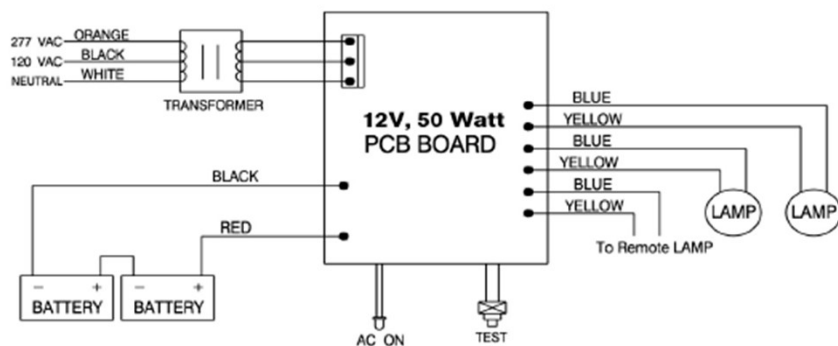 277 VAC ORANGE
120 VAC BLACK
NEUTRAL WHITE
TRANSFORMER
12V, 50 Watt
PCB BOARD
BLUE
YELLOW
BLUE
YELLOW
BLUE
YELLOW
LAMP LAMP
To Remote LAMP
BLACK
RED
- + - +
BATTERY BATTERY
AC ON
TEST